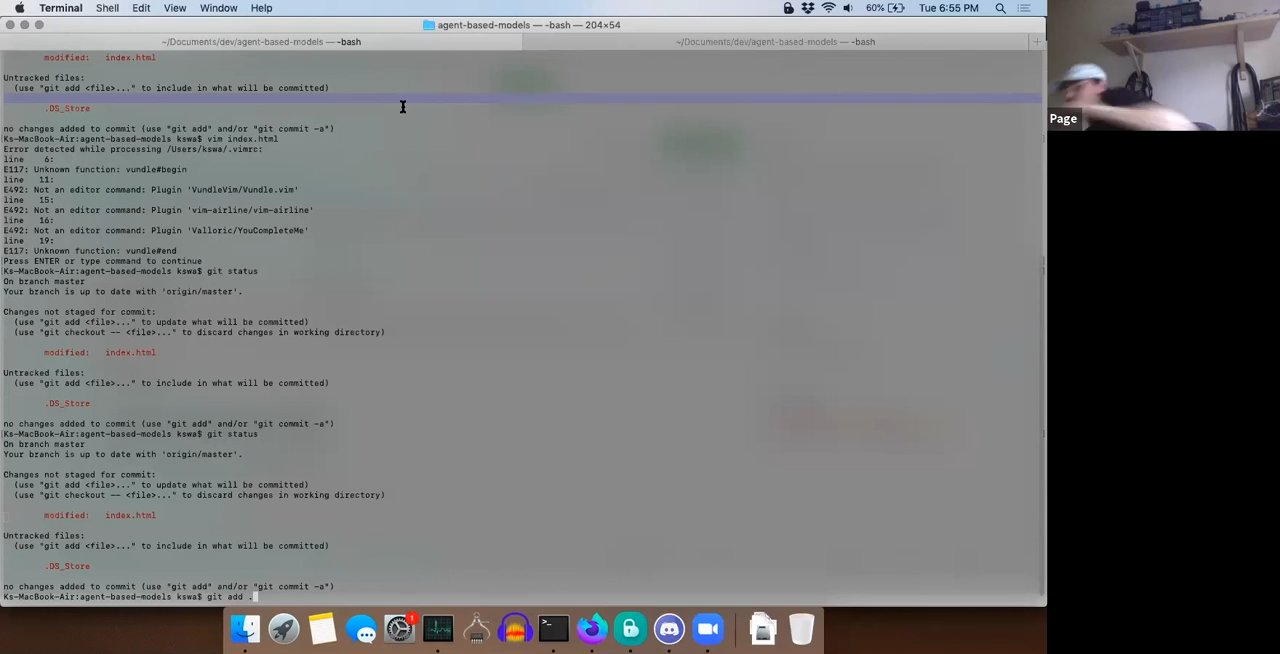 Terminal Shell Edit View Window Help 60% Tue 6:55 PM
agent-based-models — -bash — 204×54
~/Documents/dev/agent-based-models — -bash ~/Documents/dev/agent-based-models — -bash
modified: index.html
Untracked files:
(use "git add <file>..." to include in what will be committed)
.DS_Store
no changes added to commit (use "git add" and/or "git commit -a")
Ks-MacBook-Air:agent-based-models kswa$ vim index.html
Error detected while processing /Users/kswa/.vimrc:
line 6:
E117: Unknown function: vundle#begin
line 11:
E492: Not an editor command: Plugin 'VundleVim/Vundle.vim'
line 15:
E492: Not an editor command: Plugin 'vim-airline/vim-airline'
line 16:
E492: Not an editor command: Plugin 'Valloric/YouCompleteMe'
line 19:
E117: Unknown function: vundle#end
Press ENTER or type command to continue
Ks-MacBook-Air:agent-based-models kswa$ git status
On branch master
Your branch is up to date with 'origin/master'.
Changes not staged for commit:
(use "git add <file>..." to update what will be committed)
(use "git checkout -- <file>..." to discard changes in working directory)
modified: index.html
Untracked files:
(use "git add <file>..." to include in what will be committed)
.DS_Store
no changes added to commit (use "git add" and/or "git commit -a")
Ks-MacBook-Air:agent-based-models kswa$ git status
On branch master
Your branch is up to date with 'origin/master'.
Changes not staged for commit:
(use "git add <file>..." to update what will be committed)
(use "git checkout -- <file>..." to discard changes in working directory)
modified: index.html
Untracked files:
(use "git add <file>..." to include in what will be committed)
.DS_Store
no changes added to commit (use "git add" and/or "git commit -a")
Ks-MacBook-Air:agent-based-models kswa$ git add .
Page
1
>_